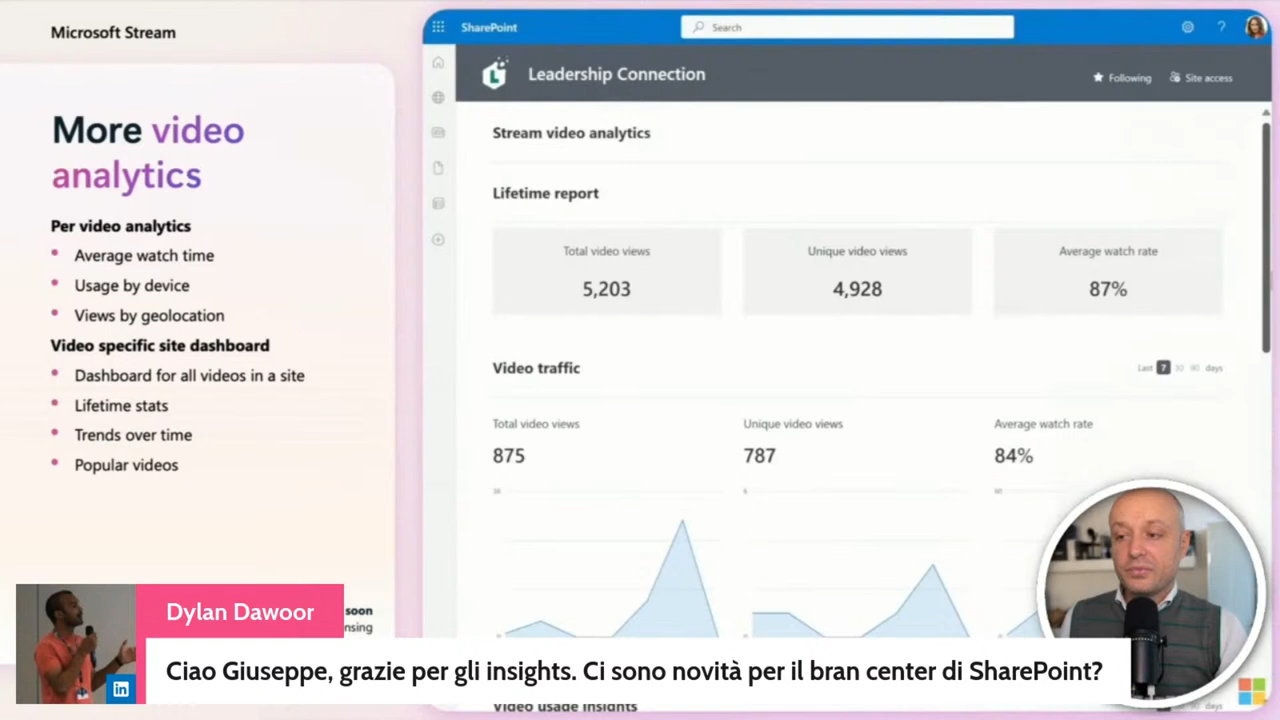 Microsoft Stream
More video
analytics
Per video analytics
Average watch time
Usage by device
Views by geolocation
Video specific site dashboard
Dashboard for all videos in a site
Lifetime stats
Trends over time
Popular videos
soon
SharePoint
Search
?
L
Leadership Connection
Following
Site access
Stream video analytics
Lifetime report
Total video views
5,203
Unique video views
4,928
Average watch rate
87%
Video traffic
Last 7 30 90 days
Total video views
875
Unique video views
787
Average watch rate
84%
Video usage insights
days
Dylan Dawoor
in
Ciao Giuseppe, grazie per gli insights. Ci sono novità per il bran center di SharePoint?